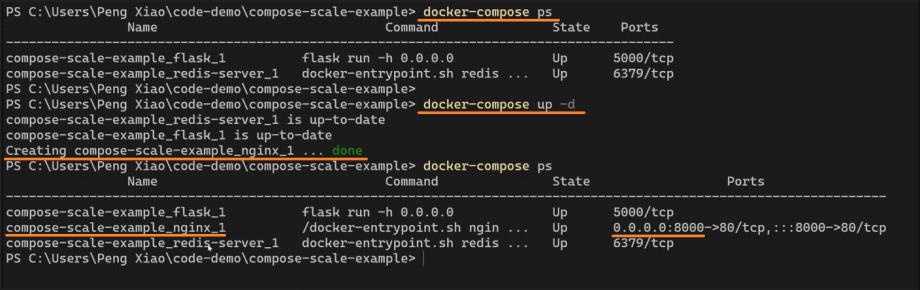 PS C:\Users\Peng Xiao\code-demo\compose-scale-example> docker-compose ps
Name Command State Ports
-----------------------------------------------------------------------------------------
compose-scale-example_flask_1 flask run -h 0.0.0.0 Up 5000/tcp
compose-scale-example_redis-server_1 docker-entrypoint.sh redis ... Up 6379/tcp
PS C:\Users\Peng Xiao\code-demo\compose-scale-example>
PS C:\Users\Peng Xiao\code-demo\compose-scale-example> docker-compose up -d
compose-scale-example_redis-server_1 is up-to-date
compose-scale-example_flask_1 is up-to-date
Creating compose-scale-example_nginx_1 ... done
PS C:\Users\Peng Xiao\code-demo\compose-scale-example> docker-compose ps
Name Command State Ports
---------------------------------------------------------------------------------------------------------------------
compose-scale-example_flask_1 flask run -h 0.0.0.0 Up 5000/tcp
compose-scale-example_nginx_1 /docker-entrypoint.sh ngin ... Up 0.0.0.0:8000->80/tcp,:::8000->80/tcp
compose-scale-example_redis-server_1 docker-entrypoint.sh redis ... Up 6379/tcp
PS C:\Users\Peng Xiao\code-demo\compose-scale-example>